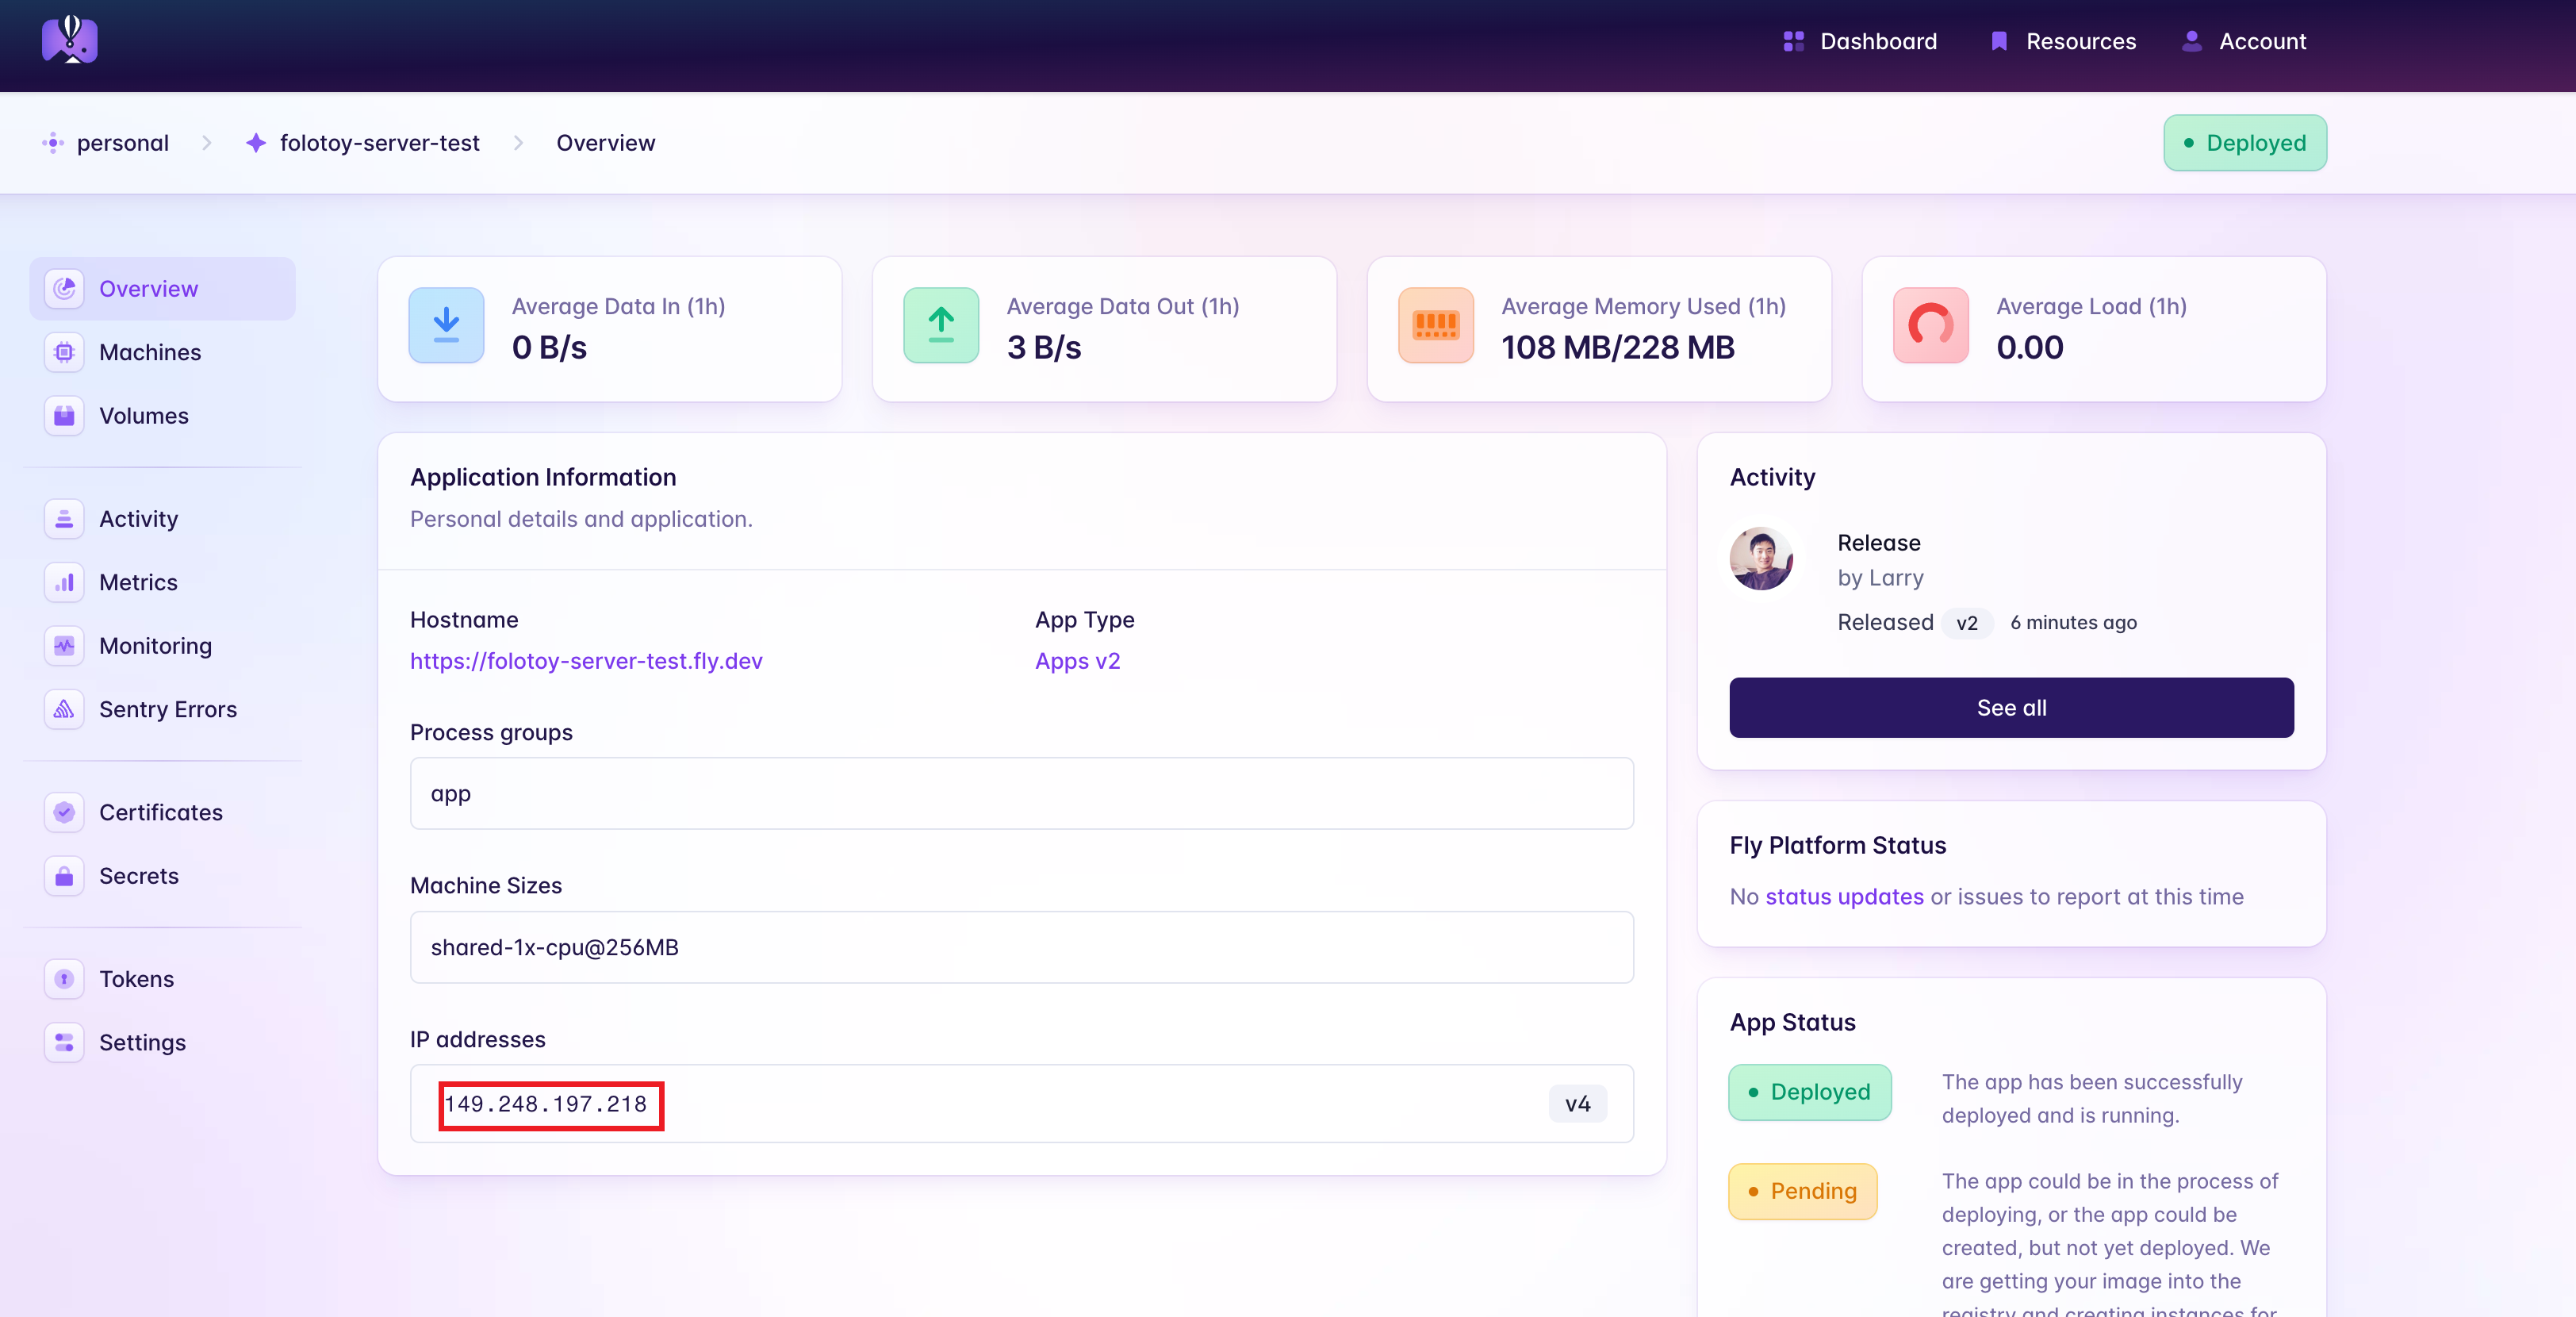 Dashboard
Resources
Account
personal
folotoy-server-test
Overview
Deployed
Overview
Machines
Volumes
Activity
Metrics
Monitoring
Sentry Errors
Certificates
Secrets
Tokens
Settings
Average Data In (1h)
0 B/s
Average Data Out (1h)
3 B/s
Average Memory Used (1h)
108 MB/228 MB
Average Load (1h)
0.00
Application Information
Personal details and application.
Hostname
https://folotoy-server-test.fly.dev
App Type
Apps v2
Process groups
app
Machine Sizes
shared-1x-cpu@256MB
IP addresses
149.248.197.218
v4
Activity
Release
by Larry
Released v2 6 minutes ago
See all
Fly Platform Status
No status updates or issues to report at this time
App Status
Deployed
The app has been successfully
deployed and is running.
Pending
The app could be in the process of
deploying, or the app could be
created, but not yet deployed. We
are getting your image into the
registry and creating instances for